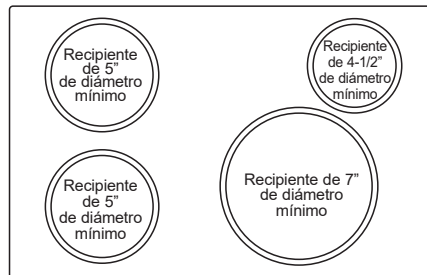 Recipiente
de 5”
de diámetro
mínimo
Recipiente
de 4-1/2”
de diámetro
mínimo
Recipiente
de 5”
de diámetro
mínimo
Recipiente de 7”
de diámetro
mínimo